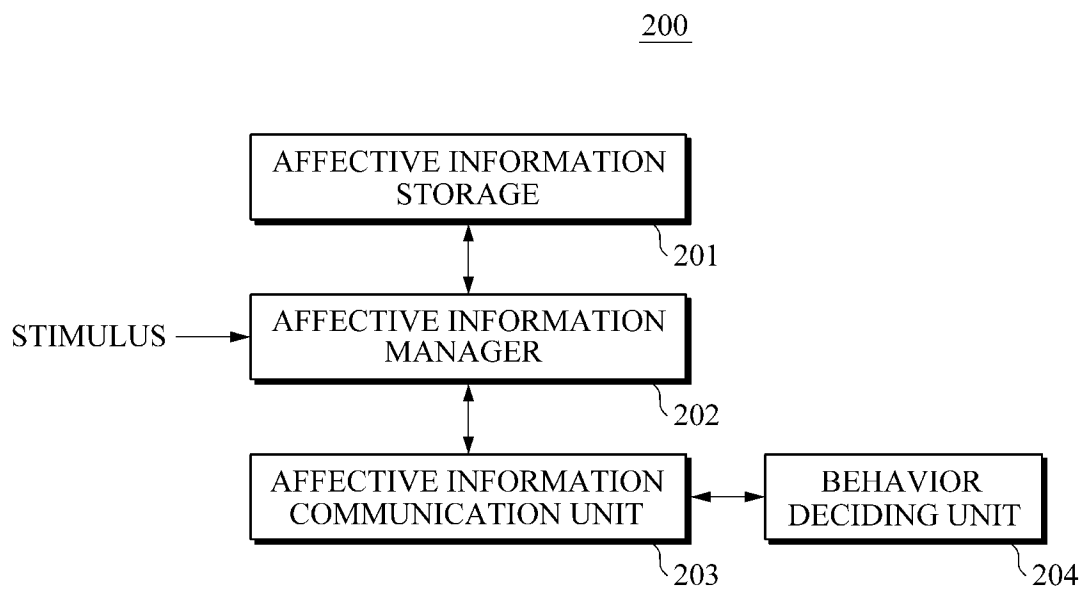 200
AFFECTIVE INFORMATION
STORAGE
201
STIMULUS
AFFECTIVE INFORMATION
MANAGER
202
AFFECTIVE INFORMATION
COMMUNICATION UNIT
203
BEHAVIOR
DECIDING UNIT
204